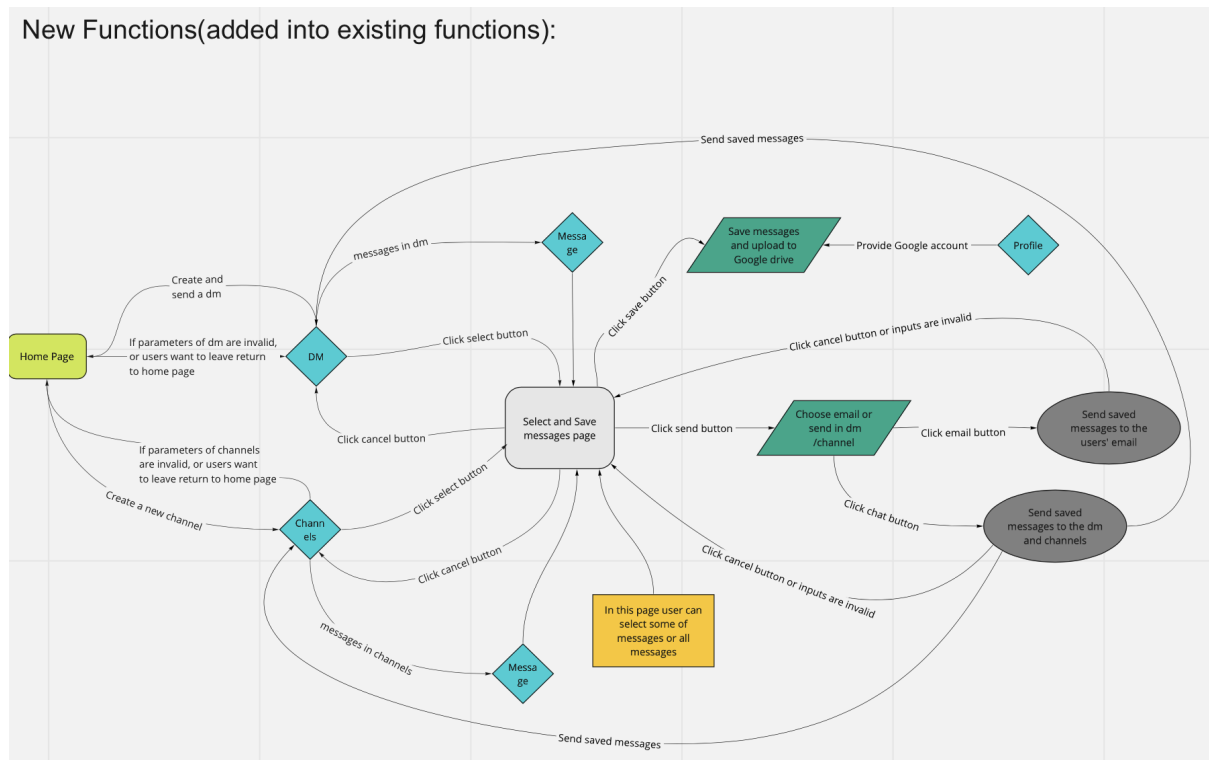 New Functions(added into existing functions):
Send saved messages
messages in dm
Messa
ge
Save messages
and upload to
Google drive
Provide Google account
Profile
Create and
send a dm
Click save button
Home Page
If parameters of dm are invalid,
or users want to leave return
to home page
DM
Click select button
Click cancel button or inputs are invalid
Select and Save
messages page
Click send button
Choose email or
send in dm
/channel
Click email button
Send saved
messages to the
users' email
Click cancel button
If parameters of channels
are invalid, or users want
to leave return to home page
Click select button
Create a new channel
Chann
els
Click chat button
Send saved
messages to the dm
and channels
Click cancel button
Click cancel button or inputs are invalid
In this page user can
select some of
messages or all
messages
messages in channels
Messa
ge
Send saved messages